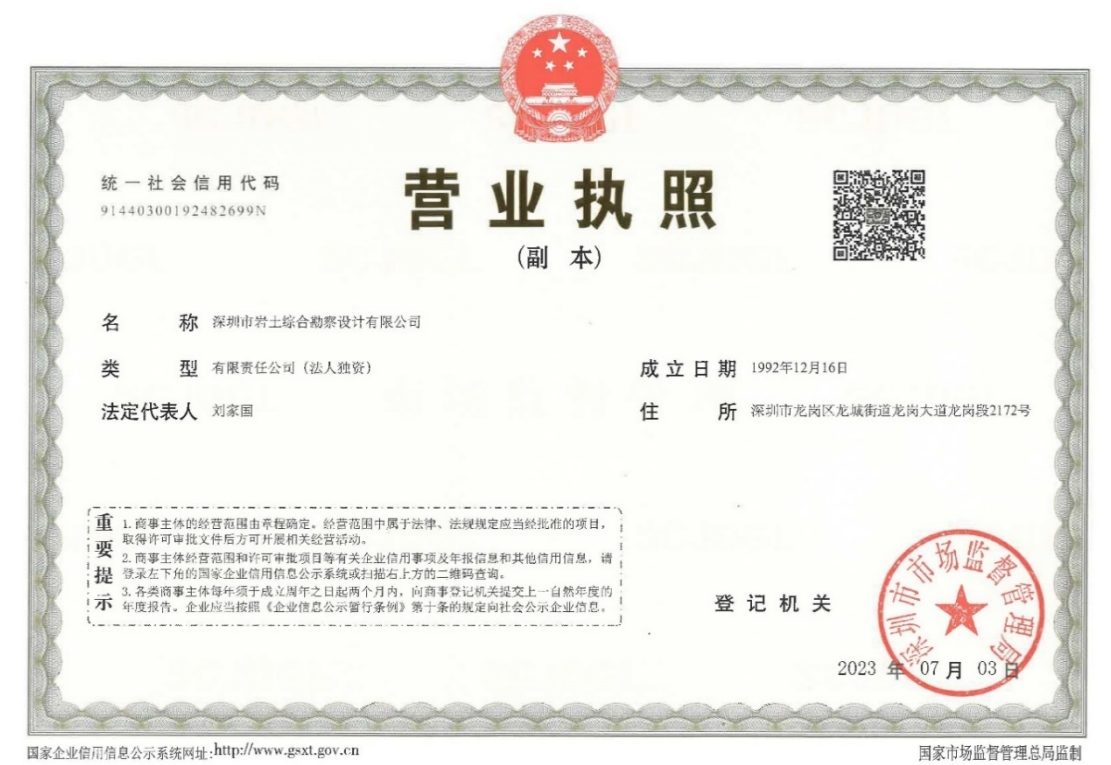 统一社会信用代码
91440300192482699N
营业执照
（副 本）
名 称 深圳市岩土综合勘察设计有限公司
类 型 有限责任公司（法人独资）
成立日期 1992年12月16日
法定代表人 刘家国
住 所 深圳市龙岗区龙城街道龙岗大道龙岗段2172号
重要提示
1. 商事主体的经营范围由章程确定。经营范围中属于法律、法规规定应当经批准的项目，
取得许可审批文件后方可开展相关经营活动。
2. 商事主体经营范围和许可审批项目等有关企业信用事项及年报信息和其他信用信息，请
登录左下角的国家企业信用信息公示系统或扫描右上方的二维码查询。
3. 各类商事主体每年须于成立周年之日起两个月内，向商事登记机关提交上一自然年度的
年度报告。企业应当按照《企业信息公示暂行条例》第十条的规定向社会公示企业信息。
登记机关
深圳市市场监督管理局
2023 年 07 月 03 日
国家企业信用信息公示系统网址:http://www.gsxt.gov.cn
国家市场监督管理总局监制